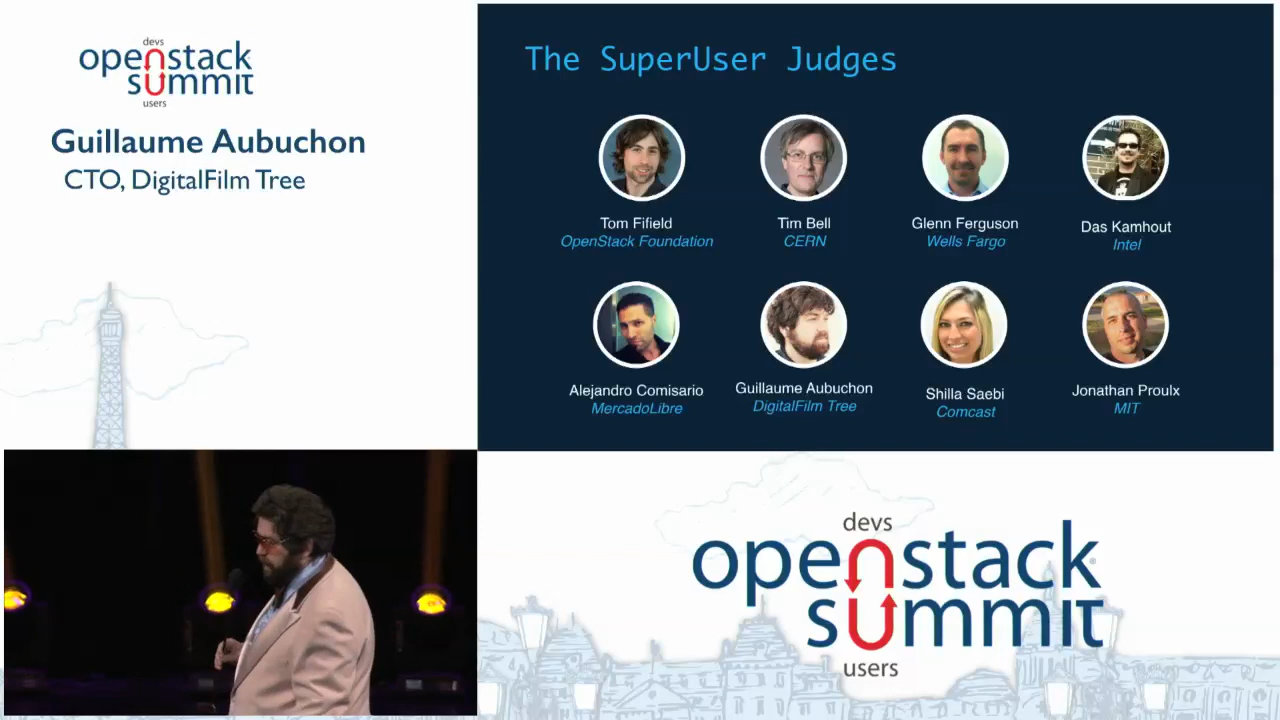 devs
openstack
summit
users
Guillaume Aubuchon
CTO, DigitalFilm Tree
The SuperUser Judges
Tom Fifield
OpenStack Foundation
Tim Bell
CERN
Glenn Ferguson
Wells Fargo
Das Kamhout
Intel
Alejandro Comisario
MercadoLibre
Guillaume Aubuchon
DigitalFilm Tree
Shilla Saebi
Comcast
Jonathan Proulx
MIT
devs
openstack
summit
users